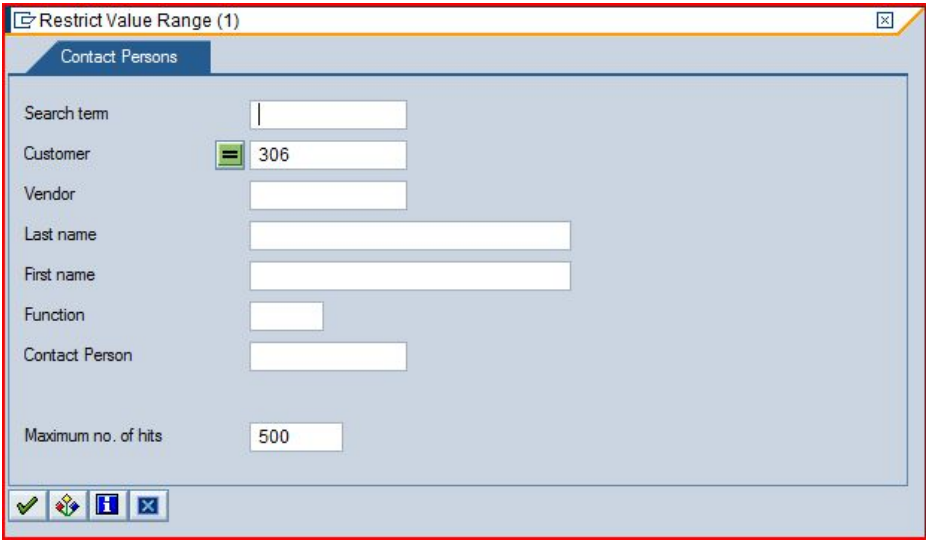 Restrict Value Range (1)
Contact Persons
Search term
Customer = 306
Vendor
Last name
First name
Function
Contact Person
Maximum no. of hits 500